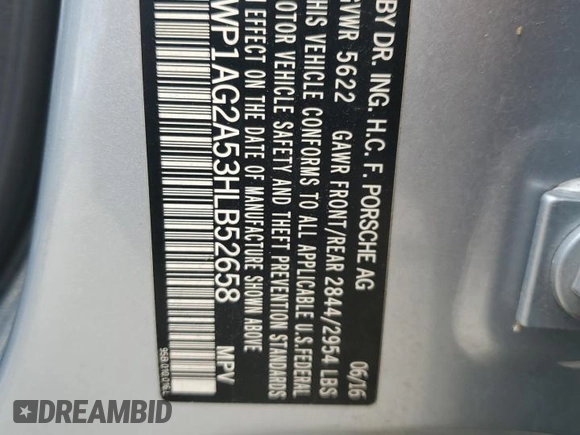 BY DR. ING. H.C. F. PORSCHE AG
06/16
GVWR 5622 GAWR FRONT/REAR 2844/2954 LBS
THIS VEHICLE CONFORMS TO ALL APPLICABLE U.S.FEDERAL
MOTOR VEHICLE SAFETY AND THEFT PREVENTION STANDARDS
IN EFFECT ON THE DATE OF MANUFACTURE SHOWN ABOVE
WP1AG2A53HLB52658
MPV
DREAMBID